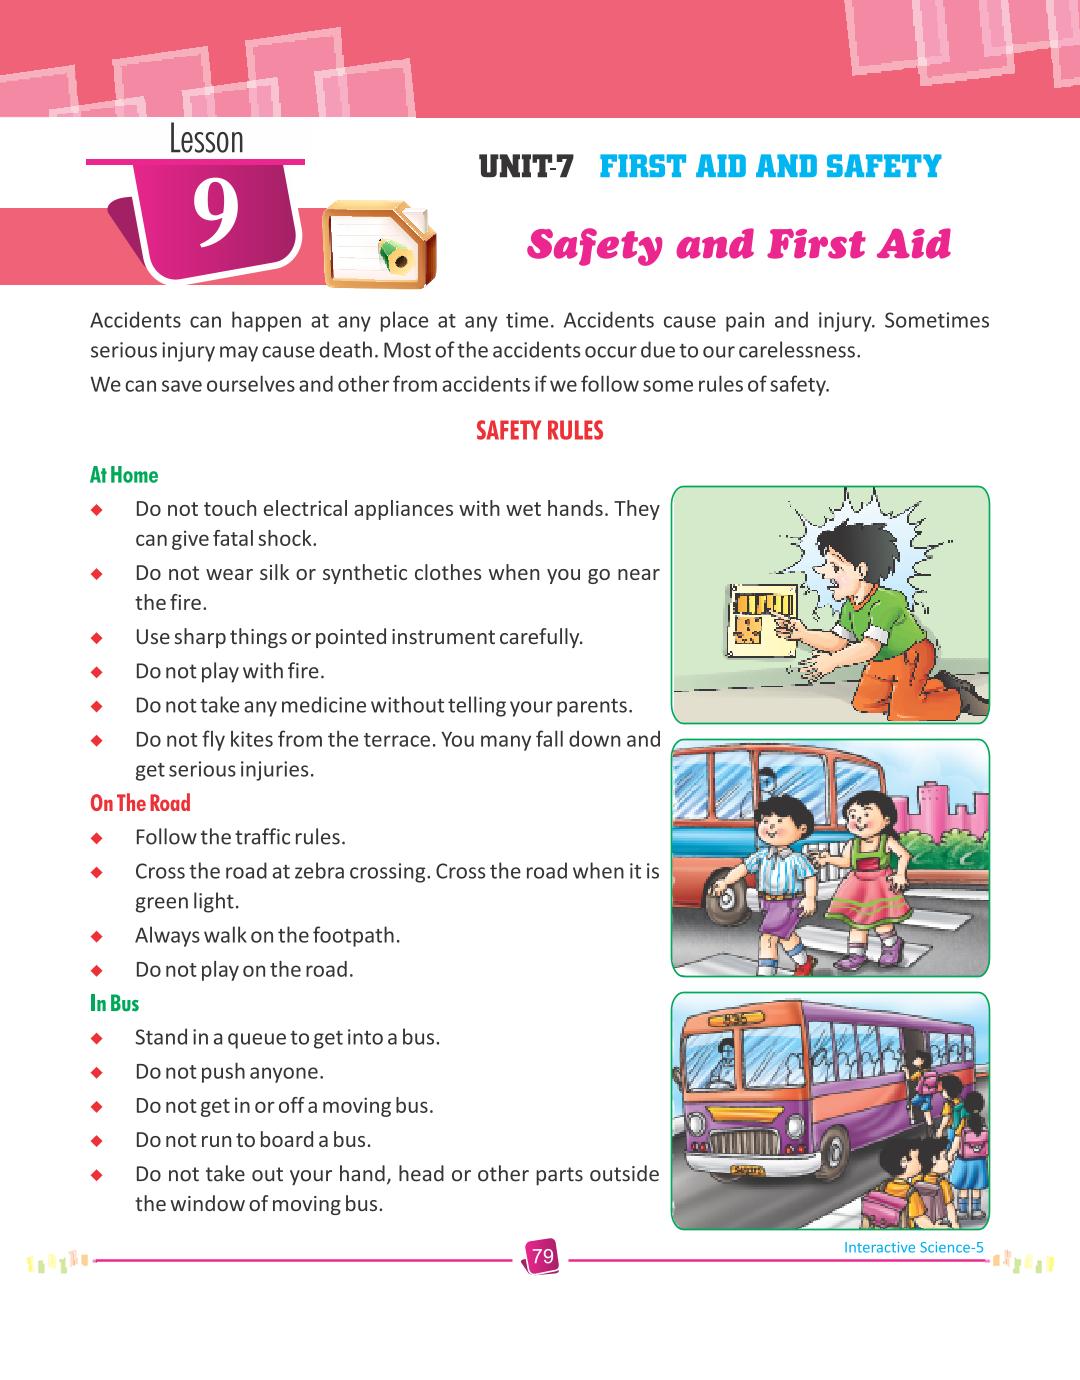 Lesson
9
UNIT-7 FIRST AID AND SAFETY
Safety and First Aid
Accidents can happen at any place at any time. Accidents cause pain and injury. Sometimes
serious injury may cause death. Most of the accidents occur due to our carelessness.
We can save ourselves and other from accidents if we follow some rules of safety.
SAFETY RULES
At Home
◆ Do not touch electrical appliances with wet hands. They
can give fatal shock.
◆ Do not wear silk or synthetic clothes when you go near
the fire.
◆ Use sharp things or pointed instrument carefully.
◆ Do not play with fire.
◆ Do not take any medicine without telling your parents.
◆ Do not fly kites from the terrace. You many fall down and
get serious injuries.
On The Road
◆ Follow the traffic rules.
◆ Cross the road at zebra crossing. Cross the road when it is
green light.
◆ Always walk on the footpath.
◆ Do not play on the road.
In Bus
◆ Stand in a queue to get into a bus.
◆ Do not push anyone.
◆ Do not get in or off a moving bus.
◆ Do not run to board a bus.
◆ Do not take out your hand, head or other parts outside
the window of moving bus.
Interactive Science-5
79